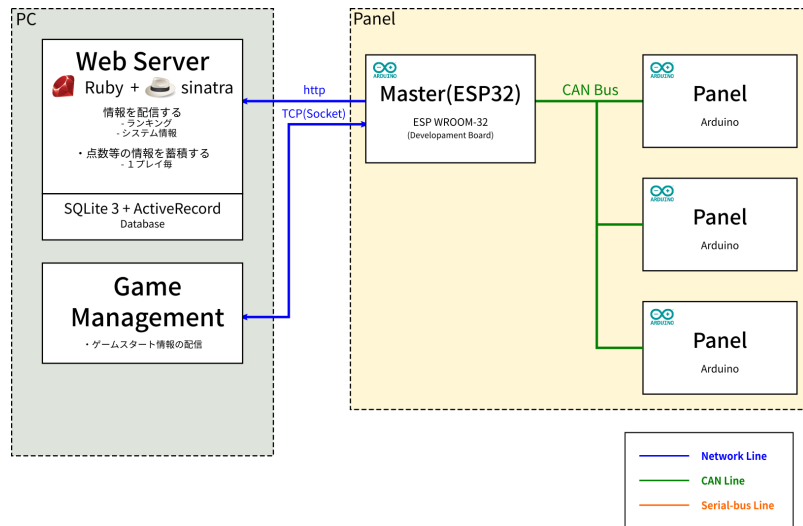 PC
Web Server
Ruby + sinatra
情報を配信する
- ランキング
- システム情報
・点数等の情報を蓄積する
- １プレイ毎
SQLite 3 + ActiveRecord
Database
Game
Management
・ゲームスタート情報の配信
http
TCP(Socket)
Panel
ARDUINO
Master(ESP32)
ESP WROOM-32
(Developament Board)
CAN Bus
ARDUINO
Panel
Arduino
ARDUINO
Panel
Arduino
ARDUINO
Panel
Arduino
Network Line
CAN Line
Serial-bus Line